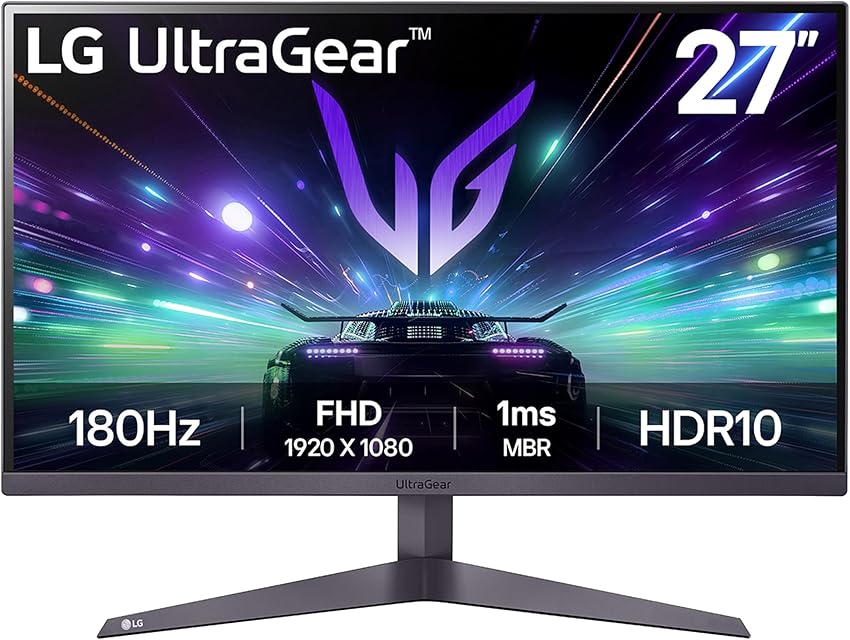 LG UltraGear™
27"
180Hz
FHD
1920 X 1080
1ms
MBR
HDR10
UltraGear
LG